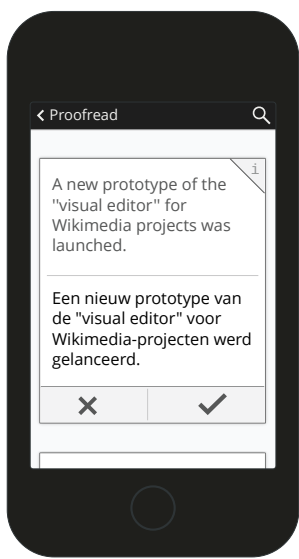 Proofread
i
A new prototype of the
"visual editor" for
Wikimedia projects was
launched.
Een nieuw prototype van
de "visual editor" voor
Wikimedia-projecten werd
gelanceerd.